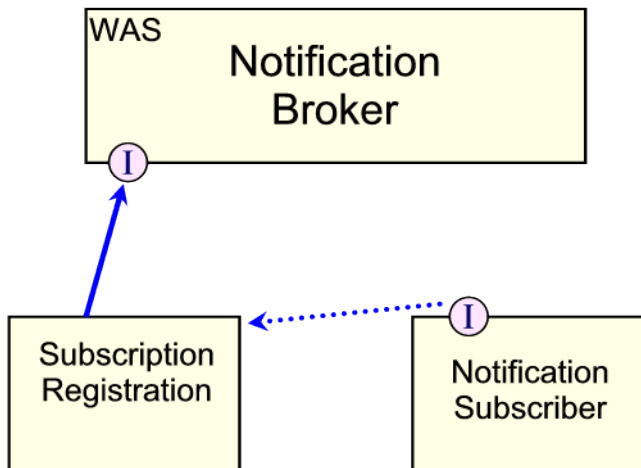 WAS
Notification
Broker
I
I
Subscription
Registration
Notification
Subscriber